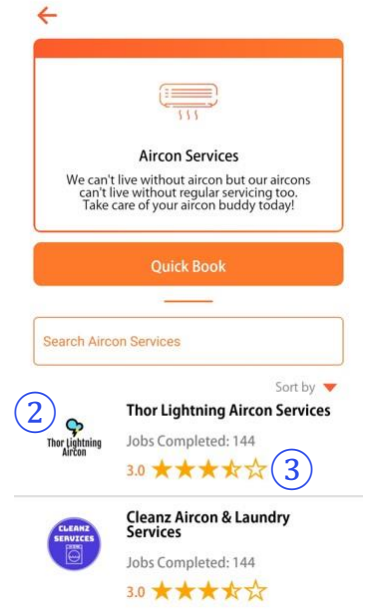 Aircon Services
We can't live without aircon but our aircons
can't live without regular servicing too.
Take care of your aircon buddy today!
Quick Book
Search Aircon Services
Sort by
②
Thor Lightning
Aircon
Thor Lightning Aircon Services
Jobs Completed: 144
3.0
③
CLEANZ
SERVICES
Cleanz Aircon & Laundry
Services
Jobs Completed: 144
3.0